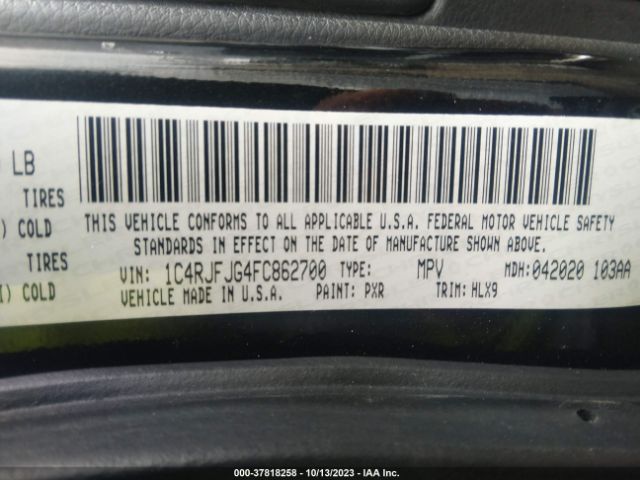 LB
TIRES
) COLD
TIRES
I) COLD
THIS VEHICLE CONFORMS TO ALL APPLICABLE U.S.A. FEDERAL MOTOR VEHICLE SAFETY
STANDARDS IN EFFECT ON THE DATE OF MANUFACTURE SHOWN ABOVE.
VIN: 1C4RJFJG4FC862700 TYPE: MPV MDH:042020 103AA
VEHICLE MADE IN U.S.A. PAINT: PXR TRIM: HLX9
000-37818258 - 10/13/2023 - IAA Inc.